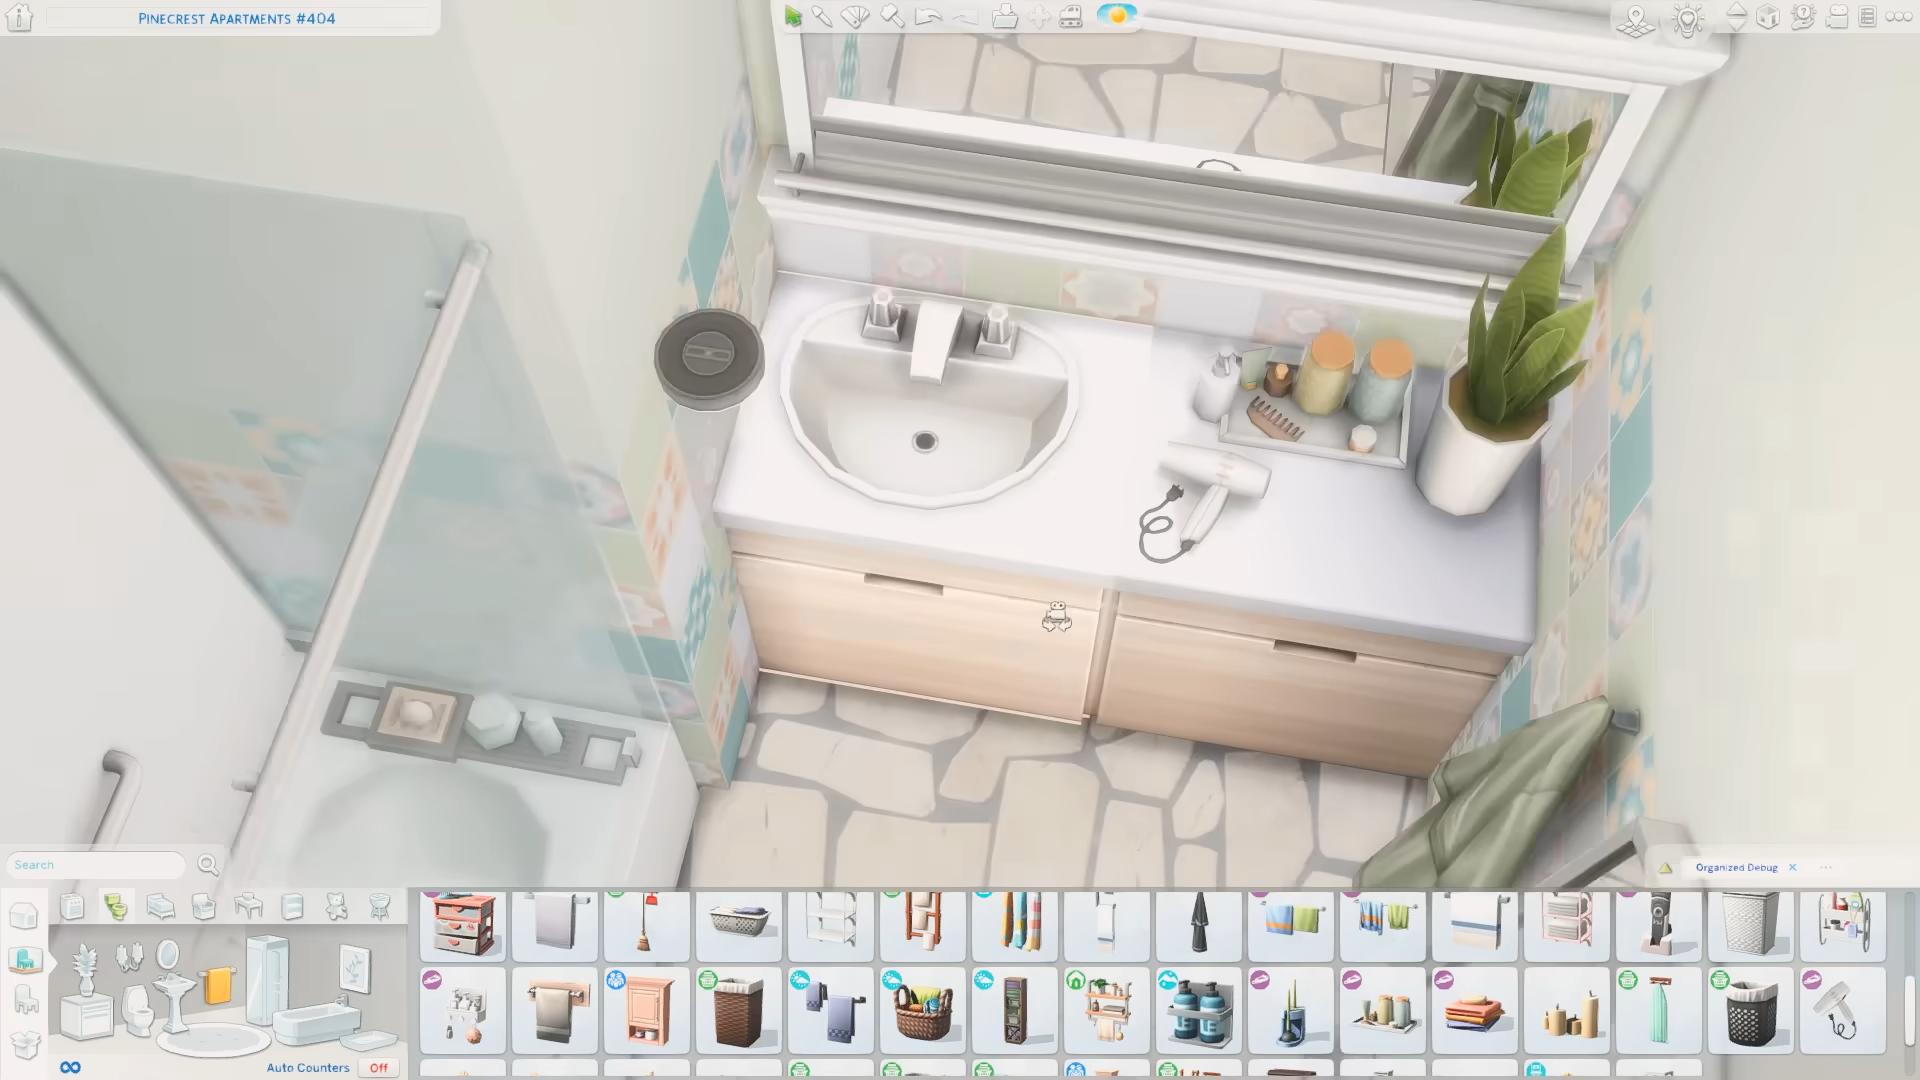 Pinecrest Apartments #404
Search
Organized Debug
Auto Counters Off